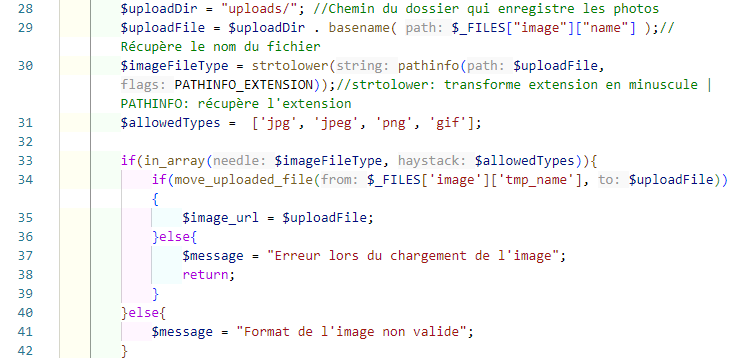 28 $uploadDir = "uploads/"; //Chemin du dossier qui enregistre les photos
29 $uploadFile = $uploadDir . basename( path: $_FILES["image"]["name"] );//
Récupère le nom du fichier
30 $imageFileType = strtolower(string: pathinfo(path: $uploadFile,
flags: PATHINFO_EXTENSION));//strtolower: transforme extension en minuscule |
PATHINFO: récupère l'extension
31 $allowedTypes =  ['jpg', 'jpeg', 'png', 'gif'];
32
33 if(in_array(needle: $imageFileType, haystack: $allowedTypes)){
34 if(move_uploaded_file(from: $_FILES['image']['tmp_name'], to: $uploadFile))
{
35 $image_url = $uploadFile;
36 }else{
37 $message = "Erreur lors du chargement de l'image";
38 return;
39 }
40 }else{
41 $message = "Format de l'image non valide";
42 }